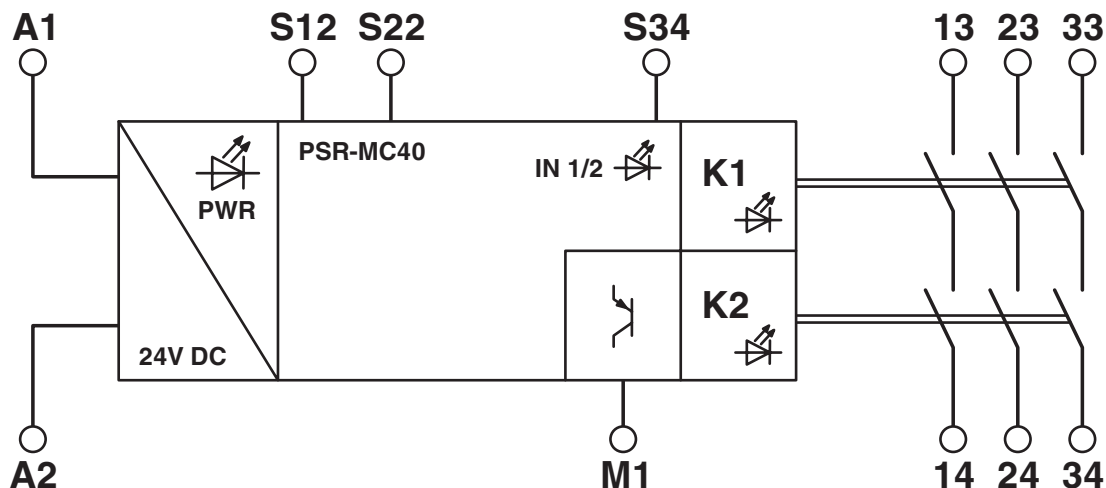 A1 S12 S22 S34 13 23 33
PSR-MC40
IN 1/2
K1
PWR
K2
24V DC
A2 M1 14 24 34